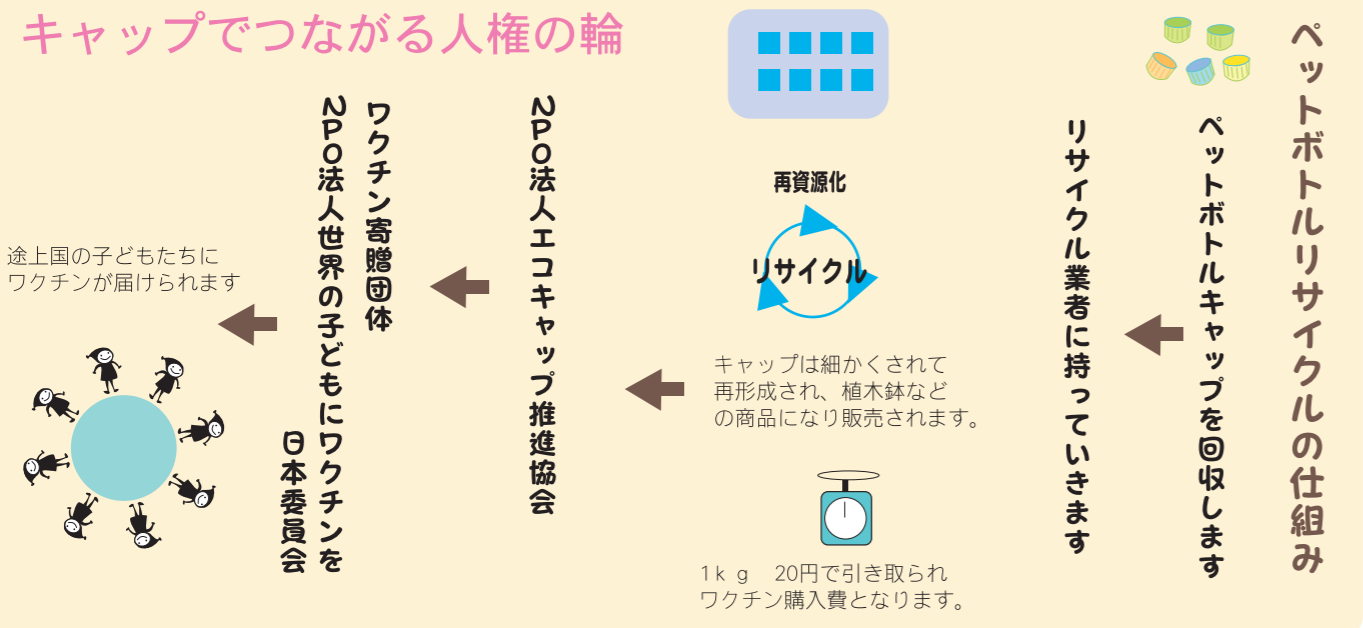 キャップでつながる人権の輪
ペットボトルリサイクルの仕組み
ペットボトルキャップを回収します
リサイクル業者に持っていきます
再資源化
リサイクル
キャップは細かくされて
再形成され、植木鉢など
の商品になり販売されます。
1kg　20円で引き取られ
ワクチン購入費となります。
NPO法人エコキャップ推進協会
ワクチン寄贈団体
NPO法人世界の子どもにワクチンを
日本委員会
途上国の子どもたちに
ワクチンが届けられます